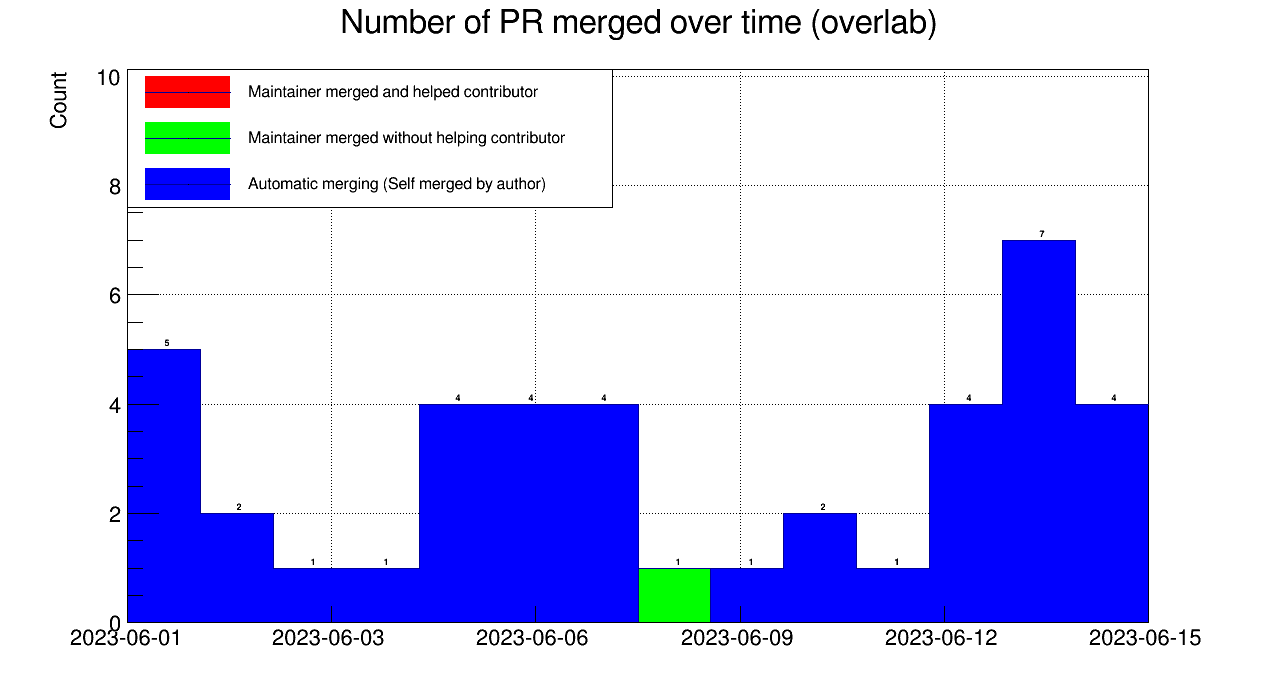 Number of PR merged over time (overlab)
Count
10
Maintainer merged and helped contributor
Maintainer merged without helping contributor
8
Automatic merging (Self merged by author)
7
6
5
4
4 4 4 4 4
2
2 2
1 1 1 1 1
0
2023-06-01 2023-06-03 2023-06-06 2023-06-09 2023-06-12 2023-06-15